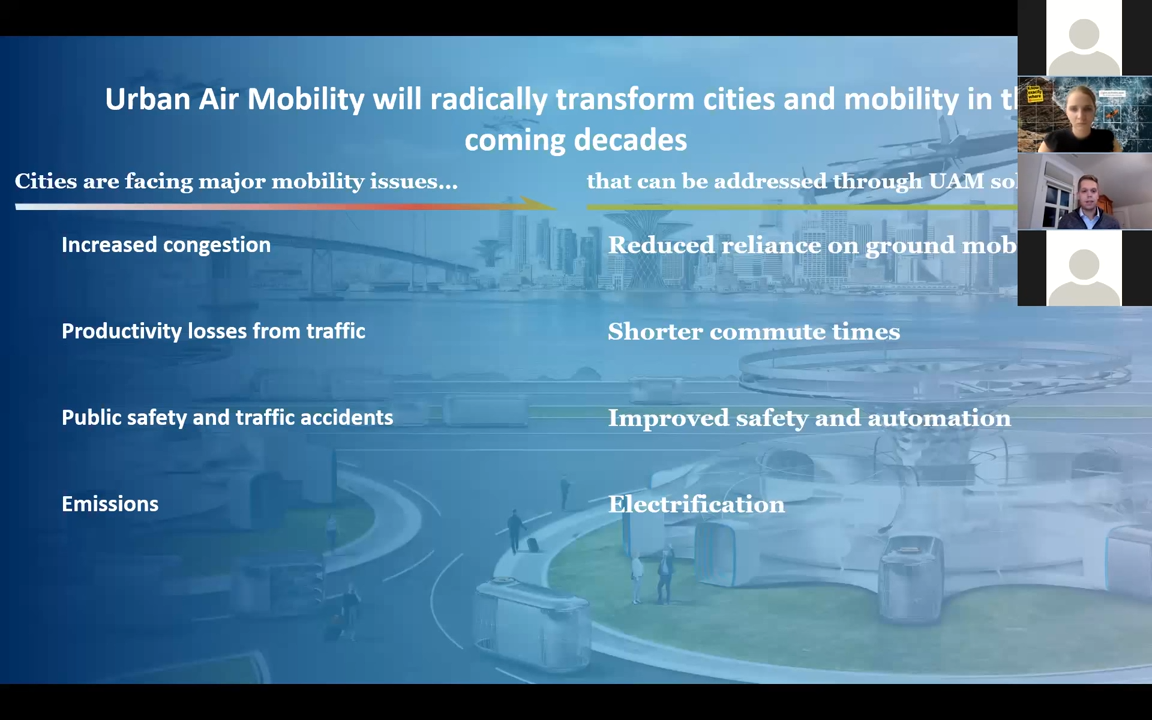 Urban Air Mobility will radically transform cities and mobility in
coming decades
Cities are facing major mobility issues...
that can be addressed through UAM
Increased congestion
Reduced reliance on ground
Productivity losses from traffic
Shorter commute times
Public safety and traffic accidents
Improved safety and automation
Emissions
Electrification